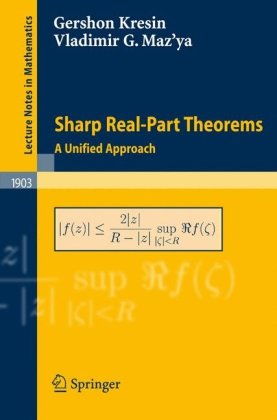 Gershon Kresin
Vladimir G. Maz'ya
Lecture Notes in Mathematics
1903
Sharp Real-Part Theorems
A Unified Approach
|f(z)| ≤ 2|z| / (R − |z|) sup_{|ζ|<R} ℜf(ζ)
|z|
− |z| sup_{|ζ|<R} ℜf(ζ)
Springer